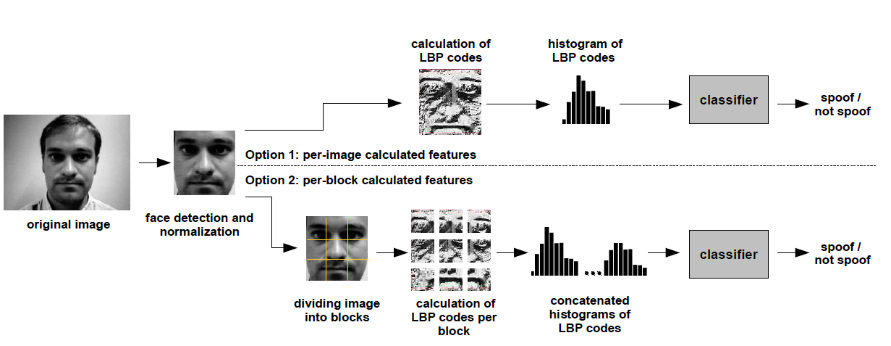 calculation of
LBP codes
histogram of
LBP codes
classifier
spoof /
not spoof
original image
face detection and
normalization
Option 1: per-image calculated features
Option 2: per-block calculated features
dividing image
into blocks
calculation of
LBP codes per
block
concatenated
histograms of
LBP codes
classifier
spoof /
not spoof